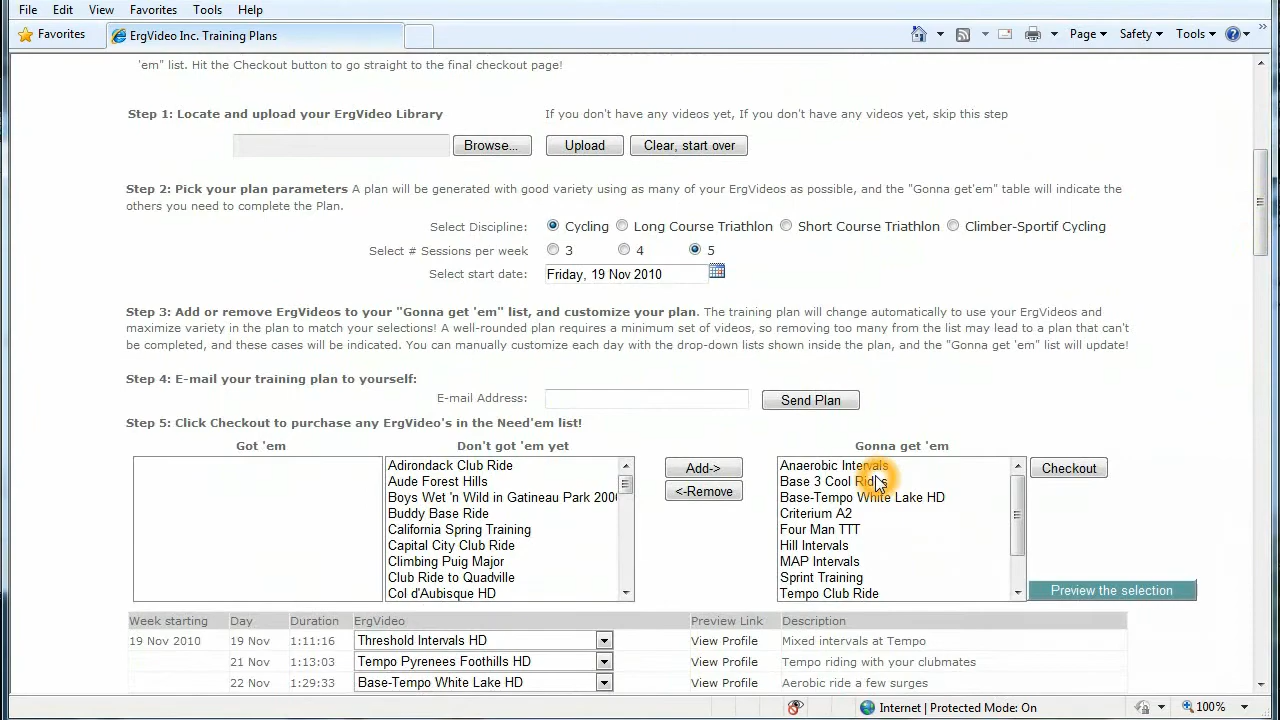 File Edit View Favorites Tools Help
Favorites ErgVideo Inc. Training Plans Page Safety Tools
'em" list. Hit the Checkout button to go straight to the final checkout page!
Step 1: Locate and upload your ErgVideo Library If you don't have any videos yet, If you don't have any videos yet, skip this step
Browse... Upload Clear, start over
Step 2: Pick your plan parameters A plan will be generated with good variety using as many of your ErgVideos as possible, and the "Gonna get'em" table will indicate the
others you need to complete the Plan.
Select Discipline: Cycling Long Course Triathlon Short Course Triathlon Climber-Sportif Cycling
Select # Sessions per week 3 4 5
Select start date: Friday, 19 Nov 2010
Step 3: Add or remove ErgVideos to your "Gonna get 'em" list, and customize your plan. The training plan will change automatically to use your ErgVideos and
maximize variety in the plan to match your selections! A well-rounded plan requires a minimum set of videos, so removing too many from the list may lead to a plan that can't
be completed, and these cases will be indicated. You can manually customize each day with the drop-down lists shown inside the plan, and the "Gonna get 'em" list will update!
Step 4: E-mail your training plan to yourself:
E-mail Address: Send Plan
Step 5: Click Checkout to purchase any ErgVideo's in the Need'em list!
Got 'em Don't got 'em yet Gonna get 'em
Adirondack Club Ride Add-> Anaerobic Intervals Checkout
Aude Forest Hills Base 3 Cool Rides
Boys Wet 'n Wild in Gatineau Park 200 <-Remove Base-Tempo White Lake HD
Buddy Base Ride Criterium A2
California Spring Training Four Man TTT
Capital City Club Ride Hill Intervals
Climbing Puig Major MAP Intervals
Club Ride to Quadville Sprint Training
Col d'Aubisque HD Tempo Club Ride Preview the selection
Week starting Day Duration ErgVideo Preview Link Description
19 Nov 2010 19 Nov 1:11:16 Threshold Intervals HD View Profile Mixed intervals at Tempo
21 Nov 1:13:03 Tempo Pyrenees Foothills HD View Profile Tempo riding with your clubmates
22 Nov 1:29:33 Base-Tempo White Lake HD View Profile Aerobic ride a few surges
Internet | Protected Mode: On 100%